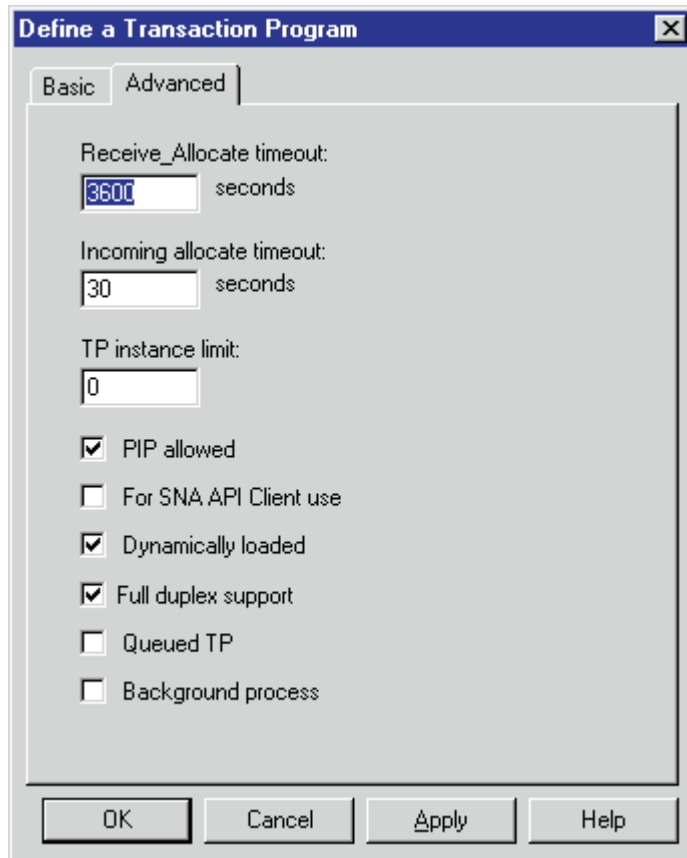 Define a Transaction Program
Basic
Advanced
Receive_Allocate timeout:
3600 seconds
Incoming allocate timeout:
30 seconds
TP instance limit:
0
PIP allowed
For SNA API Client use
Dynamically loaded
Full duplex support
Queued TP
Background process
OK Cancel Apply Help